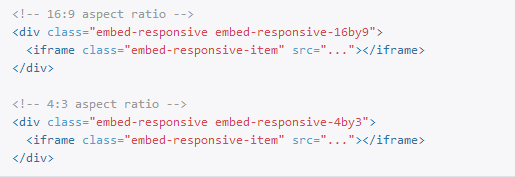 <!-- 16:9 aspect ratio -->
<div class="embed-responsive embed-responsive-16by9">
  <iframe class="embed-responsive-item" src="..."></iframe>
</div>

<!-- 4:3 aspect ratio -->
<div class="embed-responsive embed-responsive-4by3">
  <iframe class="embed-responsive-item" src="..."></iframe>
</div>